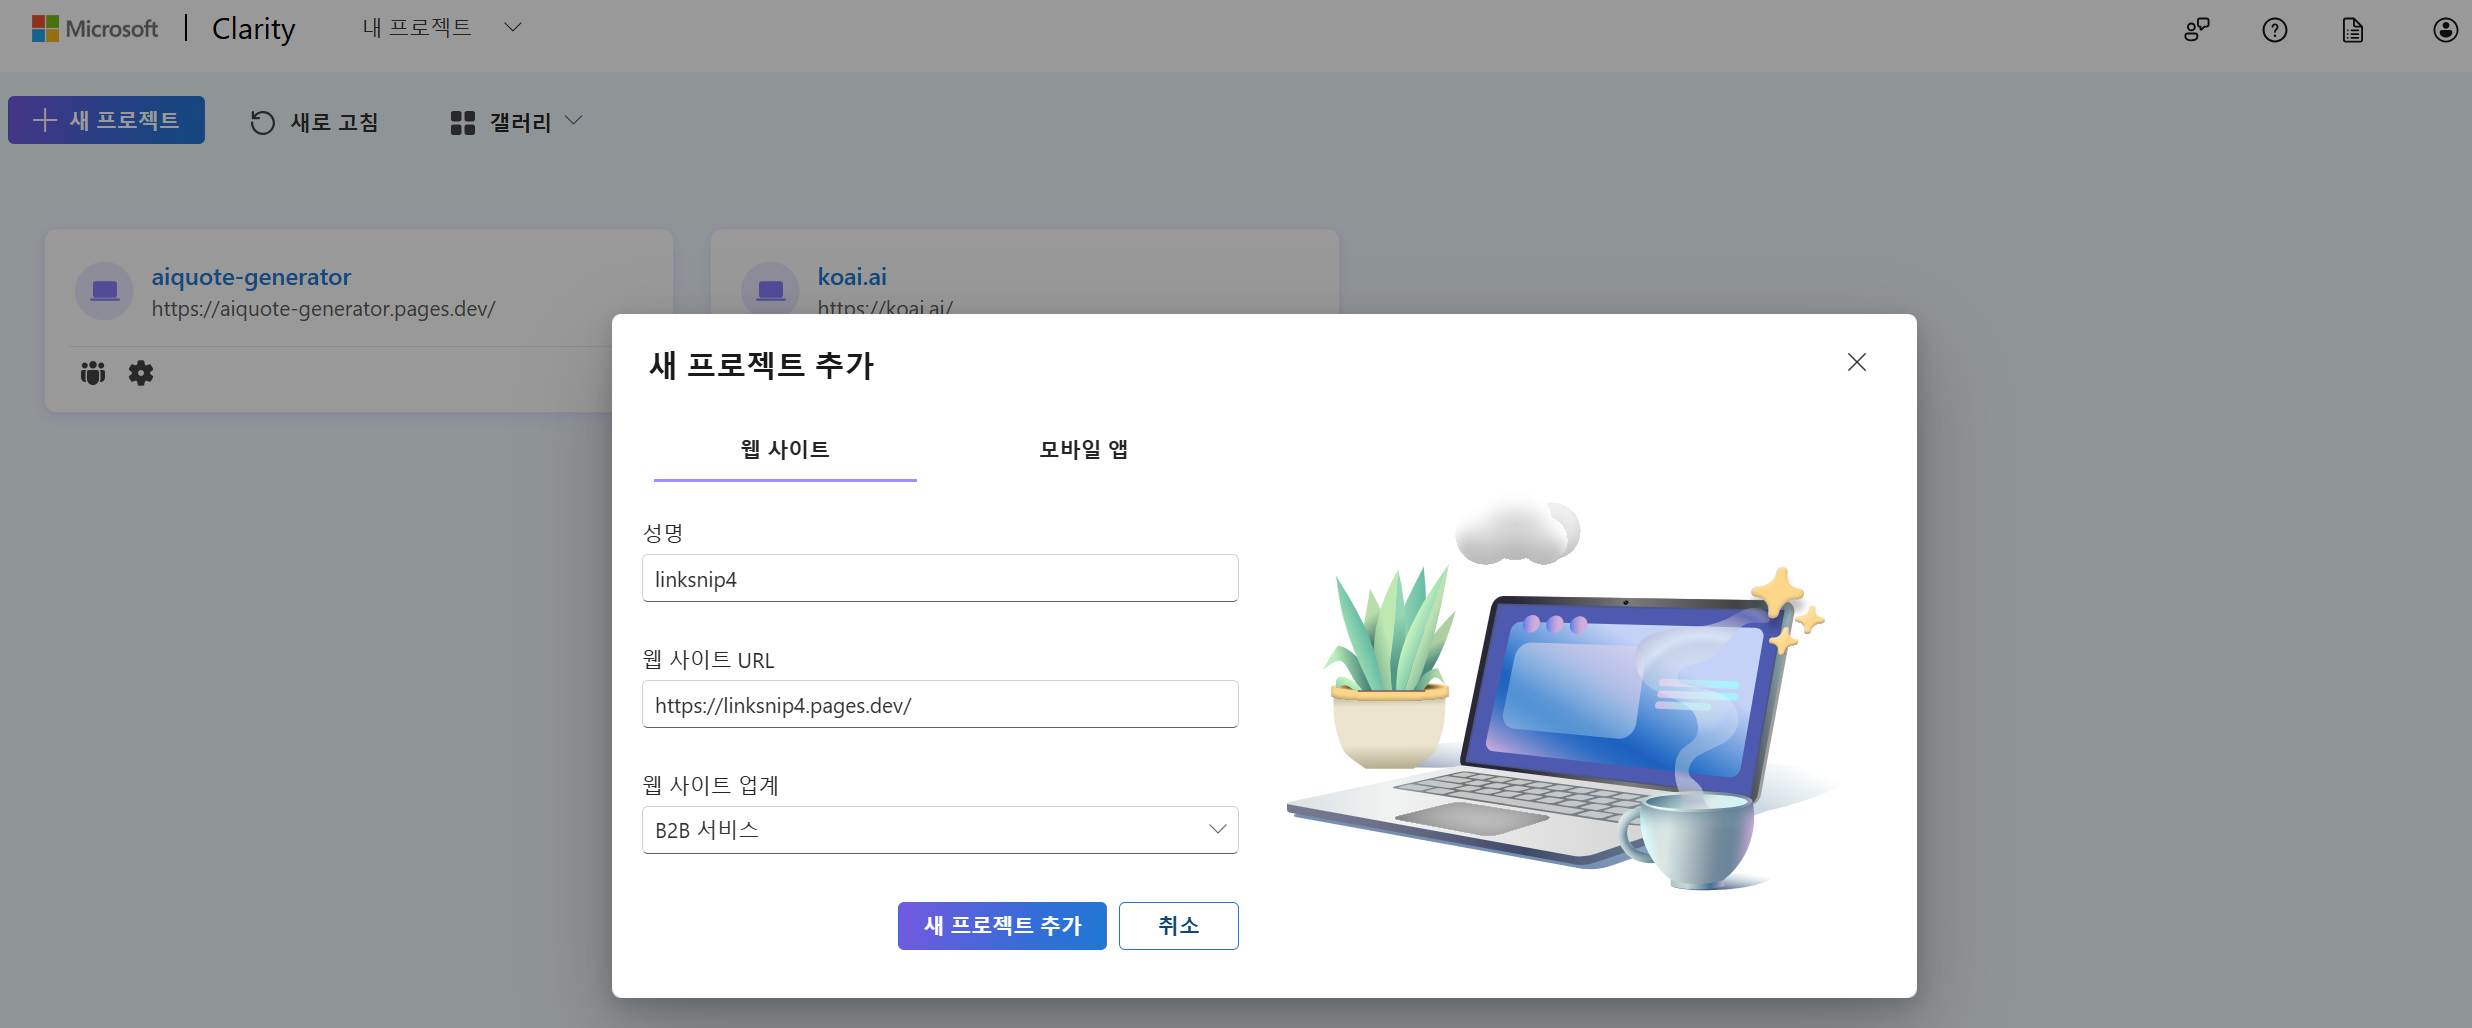 Microsoft | Clarity 내 프로젝트
새 프로젝트 새로 고침 갤러리
aiquote-generator
https://aiquote-generator.pages.dev/
koai.ai
https://koai.ai/
새 프로젝트 추가
웹 사이트 모바일 앱
성명
linksnip4
웹 사이트 URL
https://linksnip4.pages.dev/
웹 사이트 업계
B2B 서비스
새 프로젝트 추가 취소